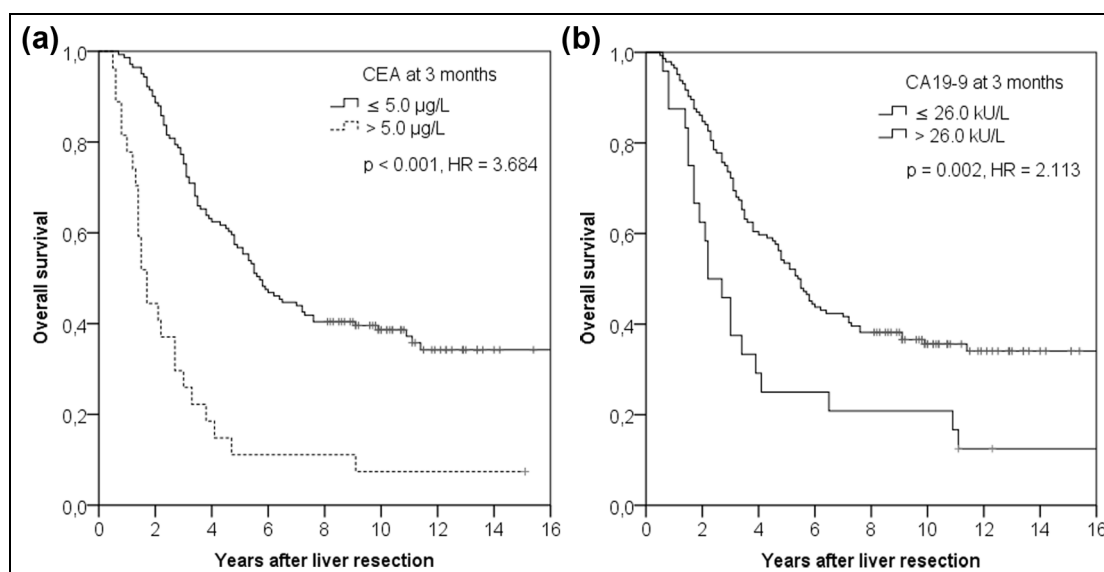 (a)
CEA at 3 months
≤ 5.0 µg/L
> 5.0 µg/L
p < 0.001, HR = 3.684
Overall survival
1,0
0,8
0,6
0,4
0,2
0,0
0 2 4 6 8 10 12 14 16
Years after liver resection
(b)
CA19-9 at 3 months
≤ 26.0 kU/L
> 26.0 kU/L
p = 0.002, HR = 2.113
Overall survival
1,0
0,8
0,6
0,4
0,2
0,0
0 2 4 6 8 10 12 14 16
Years after liver resection